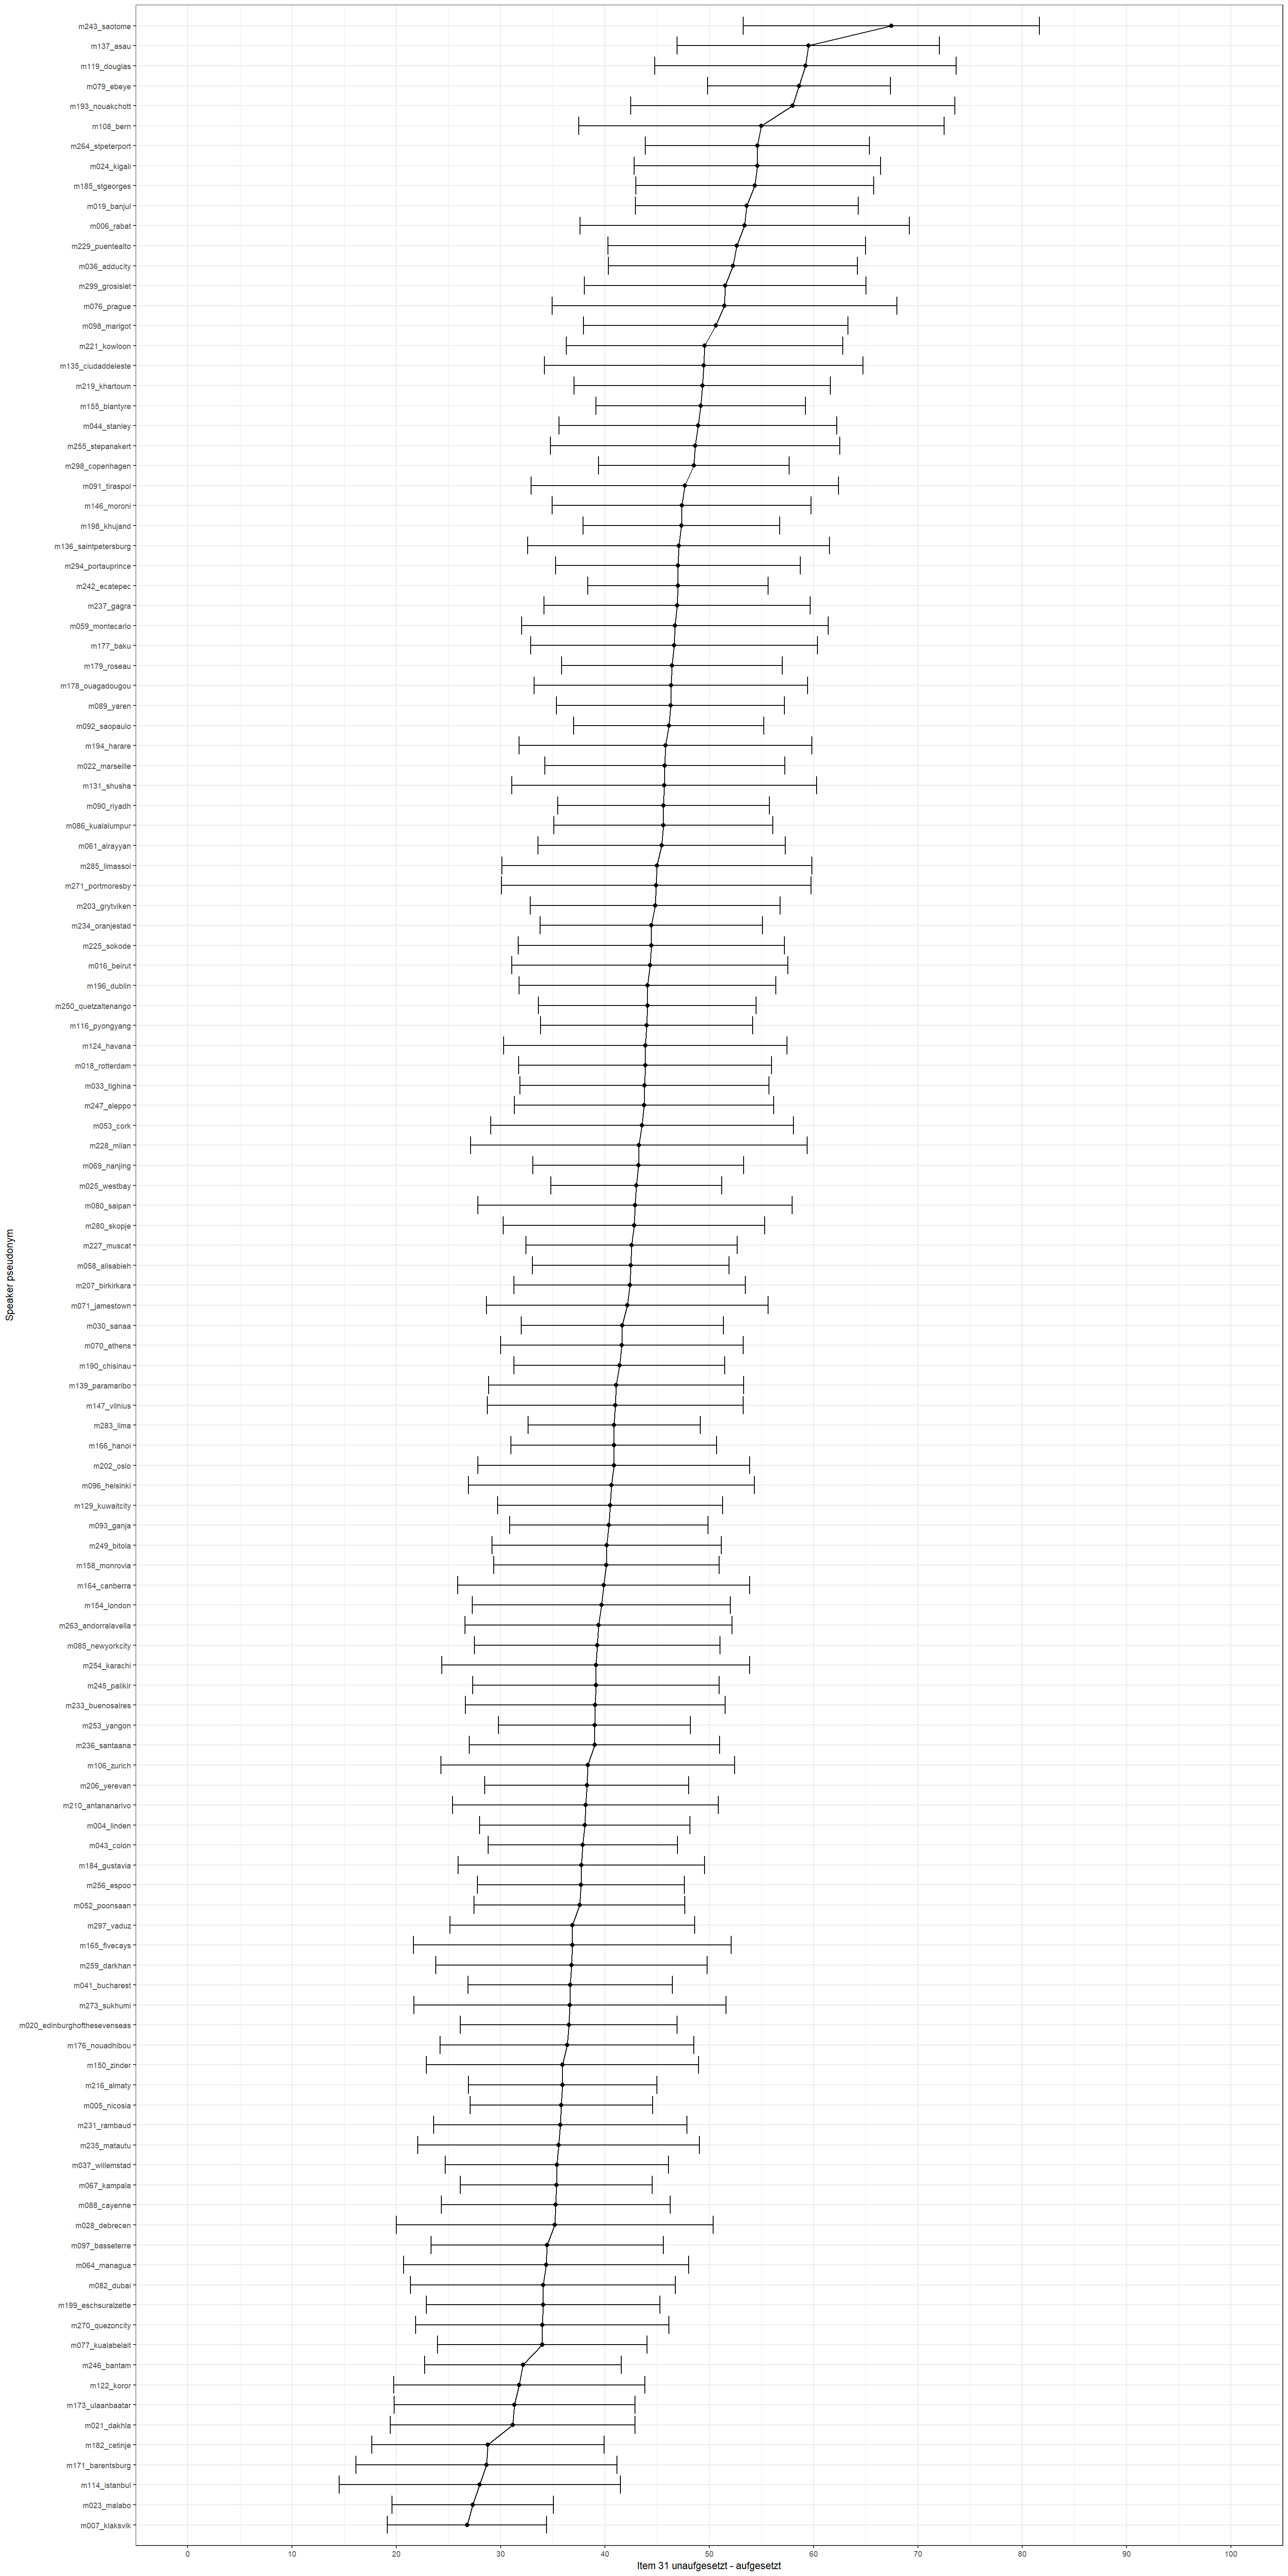 Speaker pseudonym
m243_saotome
m137_asau
m119_douglas
m079_ebeye
m193_nouakchott
m108_bern
m264_stpeterport
m024_kigali
m185_stgeorges
m019_banjul
m006_rabat
m229_puentealto
m036_adducity
m299_grosislet
m076_prague
m098_marigot
m221_kowloon
m135_ciudaddeleste
m219_khartoum
m155_blantyre
m044_stanley
m255_stepanakert
m298_copenhagen
m091_tiraspol
m146_moroni
m198_khujand
m136_saintpetersburg
m294_portauprince
m242_ecatepec
m237_gagra
m059_montecarlo
m177_baku
m179_roseau
m178_ouagadougou
m089_yaren
m092_saopaulo
m194_harare
m022_marseille
m131_shusha
m090_riyadh
m086_kualalumpur
m061_alrayyan
m285_limassol
m271_portmoresby
m203_grytviken
m234_oranjestad
m225_sokode
m016_beirut
m196_dublin
m250_quetzaltenango
m116_pyongyang
m124_havana
m018_rotterdam
m033_tighina
m247_aleppo
m053_cork
m228_milan
m069_nanjing
m025_westbay
m080_saipan
m280_skopje
m227_muscat
m058_alisabieh
m207_birkirkara
m071_jamestown
m030_sanaa
m070_athens
m190_chisinau
m139_paramaribo
m147_vilnius
m283_lima
m166_hanoi
m202_oslo
m096_helsinki
m129_kuwaitcity
m093_ganja
m249_bitola
m158_monrovia
m164_canberra
m154_london
m263_andorralavella
m085_newyorkcity
m254_karachi
m245_palikir
m233_buenosaires
m253_yangon
m236_santaana
m106_zurich
m206_yerevan
m210_antananarivo
m004_linden
m043_colon
m184_gustavia
m256_espoo
m052_poonsaan
m297_vaduz
m165_fivecays
m259_darkhan
m041_bucharest
m273_sukhumi
m020_edinburghofthesevenseas
m176_nouadhibou
m150_zinder
m216_almaty
m005_nicosia
m231_rambaud
m235_matautu
m037_willemstad
m067_kampala
m088_cayenne
m028_debrecen
m097_basseterre
m064_managua
m082_dubai
m199_eschsuralzette
m270_quezoncity
m077_kualabelait
m246_bantam
m122_koror
m173_ulaanbaatar
m021_dakhla
m182_cetinje
m171_barentsburg
m114_istanbul
m023_malabo
m007_klaksvik
0 10 20 30 40 50 60 70 80 90 100
Item 31 unaufgesetzt - aufgesetzt